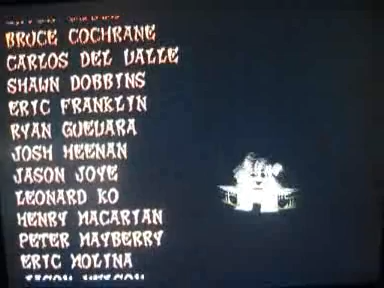 BRUCE COCHRANE
CARLOS DEL VALLE
SHAWN DOBBINS
ERIC FRANKLIN
RYAN GUEVARA
JOSH HEENAN
JASON JOYE
LEONARD KO
HENRY MACARIAN
PETER MAYBERRY
ERIC MOLINA
JASON